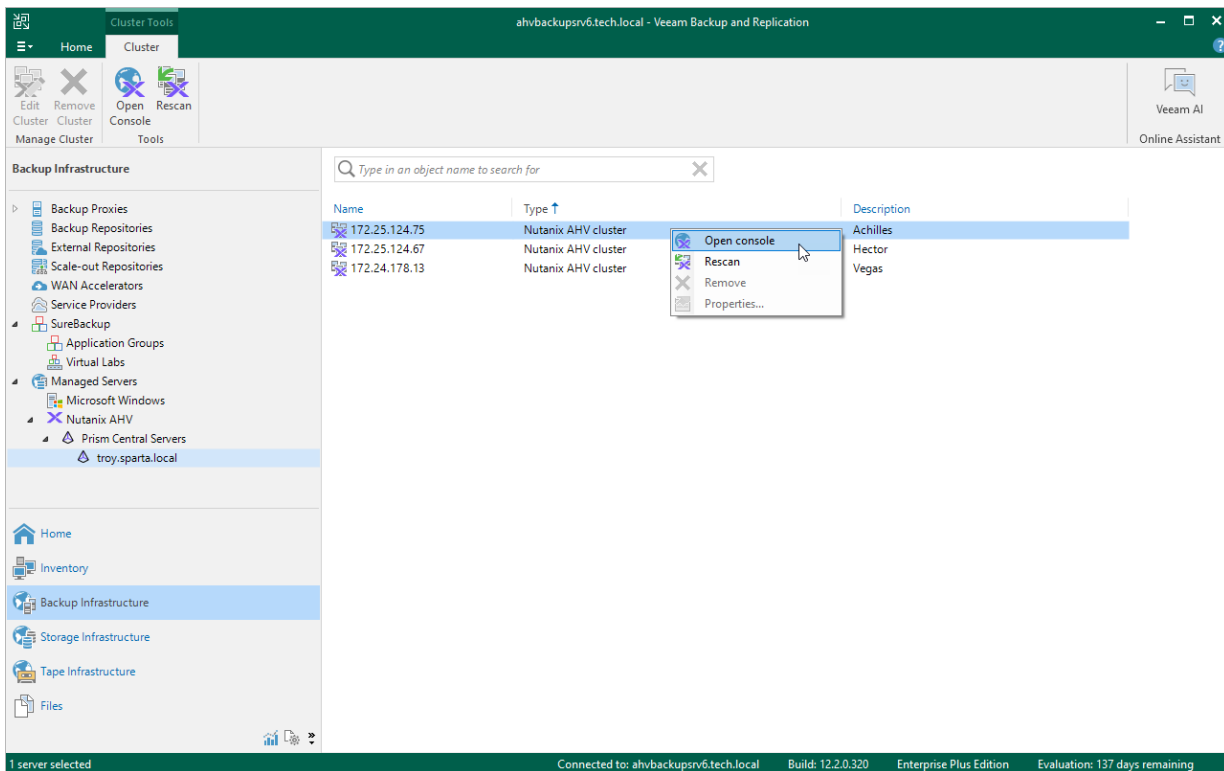 Cluster Tools
ahvbackupsrv6.tech.local - Veeam Backup and Replication
Home Cluster
?
Edit Cluster
Remove Cluster
Open Console
Rescan
Manage Cluster
Tools
Veeam AI
Online Assistant
Backup Infrastructure
Type in an object name to search for
Backup Proxies
Backup Repositories
External Repositories
Scale-out Repositories
WAN Accelerators
Service Providers
SureBackup
Application Groups
Virtual Labs
Managed Servers
Microsoft Windows
Nutanix AHV
Prism Central Servers
troy.sparta.local
Name Type Description
172.25.124.75 Nutanix AHV cluster Achilles
172.25.124.67 Nutanix AHV cluster Hector
172.24.178.13 Nutanix AHV cluster Vegas
Open console
Rescan
Remove
Properties...
Home
Inventory
Backup Infrastructure
Storage Infrastructure
Tape Infrastructure
Files
1 server selected
Connected to: ahvbackupsrv6.tech.local Build: 12.2.0.320 Enterprise Plus Edition Evaluation: 137 days remaining